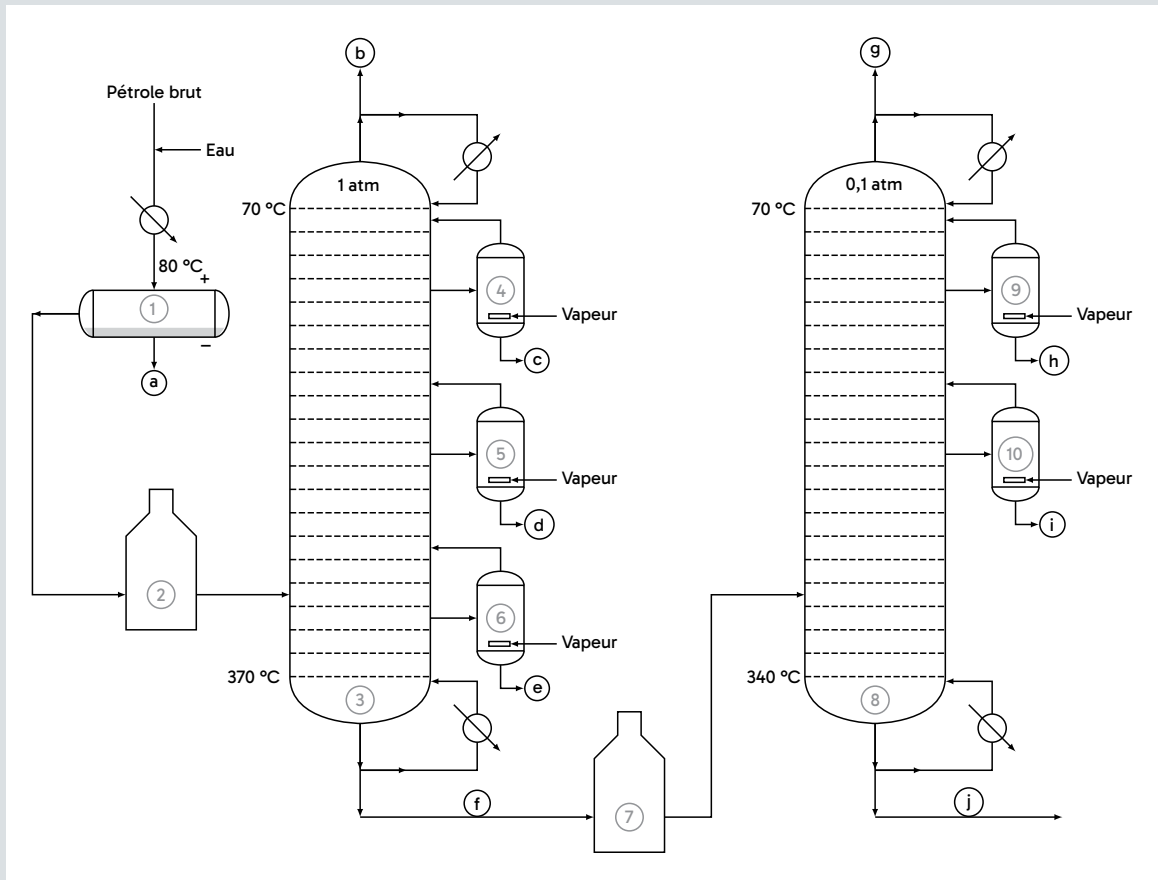 b
g
Pétrole brut
Eau
1 atm
0,1 atm
70 °C
70 °C
80 °C
+
1
4
9
Vapeur
Vapeur
−
c
h
a
5
10
Vapeur
Vapeur
d
i
2
6
Vapeur
370 °C
340 °C
3
e
8
f
j
7